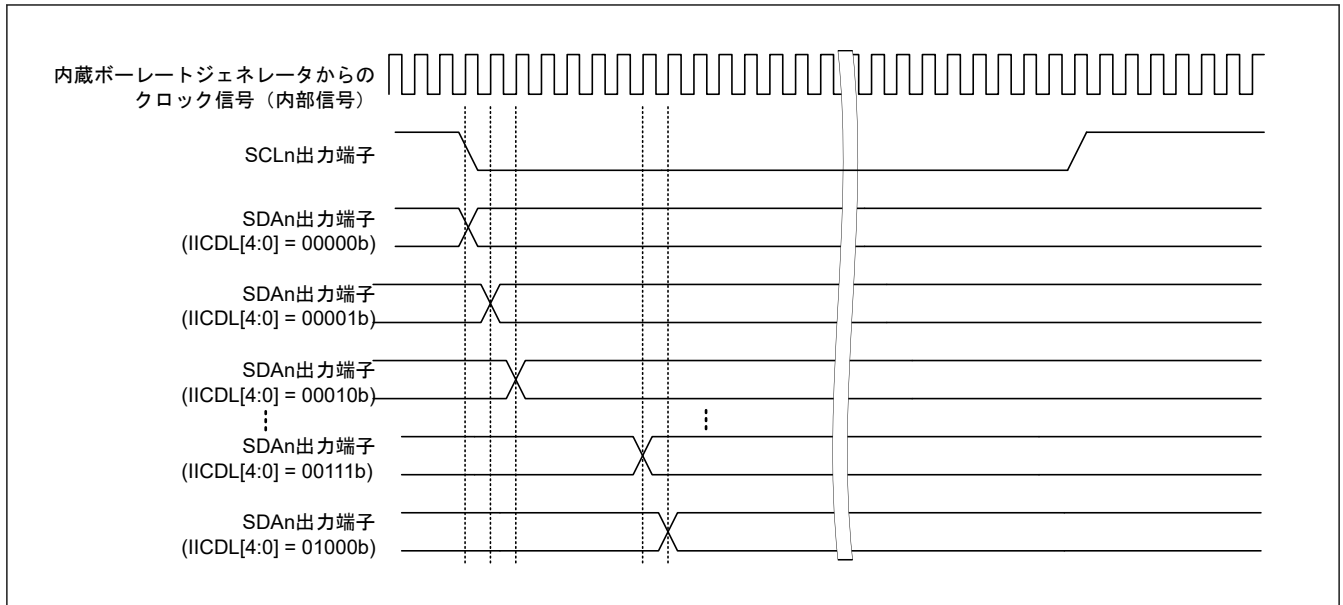 内蔵ボーレートジェネレータからの
クロック信号（内部信号）
SCLn出力端子
SDAn出力端子
(IICDL[4:0] = 00000b)
SDAn出力端子
(IICDL[4:0] = 00001b)
SDAn出力端子
(IICDL[4:0] = 00010b)
SDAn出力端子
(IICDL[4:0] = 00111b)
SDAn出力端子
(IICDL[4:0] = 01000b)